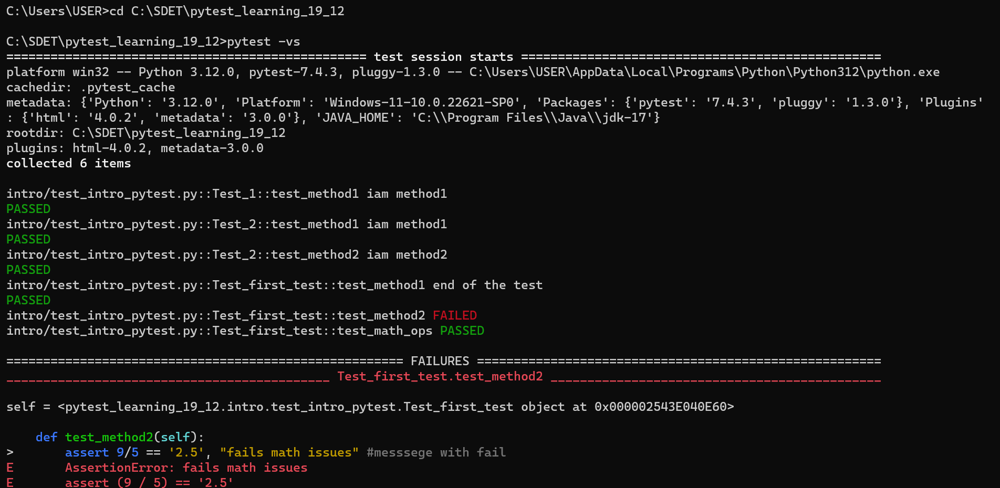 C:\Users\USER>cd C:\SDET\pytest_learning_19_12
C:\SDET\pytest_learning_19_12>pytest -vs
================================================= test session starts =================================================
platform win32 -- Python 3.12.0, pytest-7.4.3, pluggy-1.3.0 -- C:\Users\USER\AppData\Local\Programs\Python\Python312\python.exe
cachedir: .pytest_cache
metadata: {'Python': '3.12.0', 'Platform': 'Windows-11-10.0.22621-SP0', 'Packages': {'pytest': '7.4.3', 'pluggy': '1.3.0'}, 'Plugins'
: {'html': '4.0.2', 'metadata': '3.0.0'}, 'JAVA_HOME': 'C:\\Program Files\\Java\\jdk-17'}
rootdir: C:\SDET\pytest_learning_19_12
plugins: html-4.0.2, metadata-3.0.0
collected 6 items
intro/test_intro_pytest.py::Test_1::test_method1 iam method1
PASSED
intro/test_intro_pytest.py::Test_2::test_method1 iam method1
PASSED
intro/test_intro_pytest.py::Test_2::test_method2 iam method2
PASSED
intro/test_intro_pytest.py::Test_first_test::test_method1 end of the test
PASSED
intro/test_intro_pytest.py::Test_first_test::test_method2 FAILED
intro/test_intro_pytest.py::Test_first_test::test_math_ops PASSED
====================================================== FAILURES =======================================================
____________________________________________ Test_first_test.test_method2 _____________________________________________
self = <pytest_learning_19_12.intro.test_intro_pytest.Test_first_test object at 0x000002543E040E60>
    def test_method2(self):
>       assert 9/5 == '2.5', "fails math issues" #messsege with fail
E       AssertionError: fails math issues
E       assert (9 / 5) == '2.5'